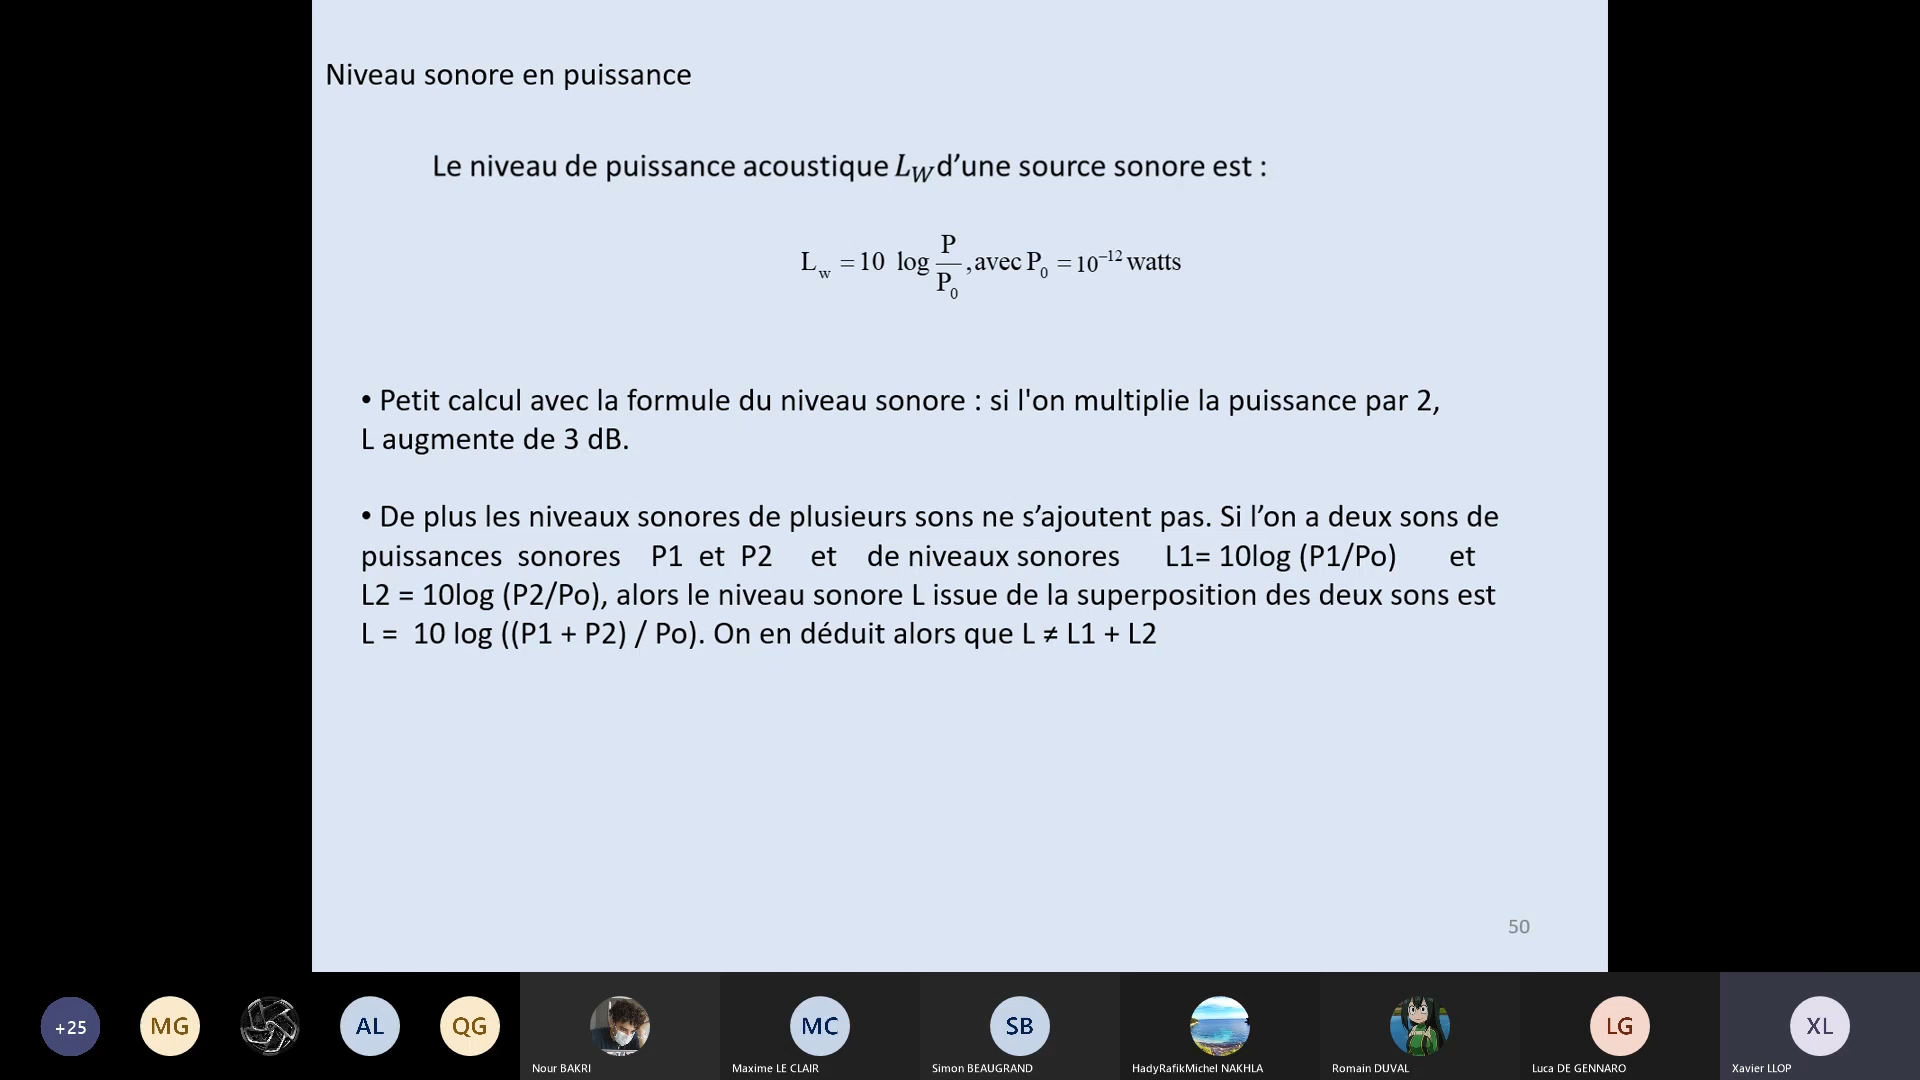 Niveau sonore en puissance
Le niveau de puissance acoustique L_W d’une source sonore est :
L_w = 10 log P/P_0 , avec P_0 = 10^{-12} watts
• Petit calcul avec la formule du niveau sonore : si l'on multiplie la puissance par 2,
L augmente de 3 dB.
• De plus les niveaux sonores de plusieurs sons ne s’ajoutent pas. Si l’on a deux sons de
puissances sonores P1 et P2 et de niveaux sonores L1= 10log (P1/Po) et
L2 = 10log (P2/Po), alors le niveau sonore L issue de la superposition des deux sons est
L = 10 log ((P1 + P2) / Po). On en déduit alors que L ≠ L1 + L2
50
+25
MG
AL
QG
Nour BAKRI
MC
Maxime LE CLAIR
SB
Simon BEAUGRAND
HadyRafikMichel NAKHLA
Romain DUVAL
LG
Luca DE GENNARO
XL
Xavier LLOP